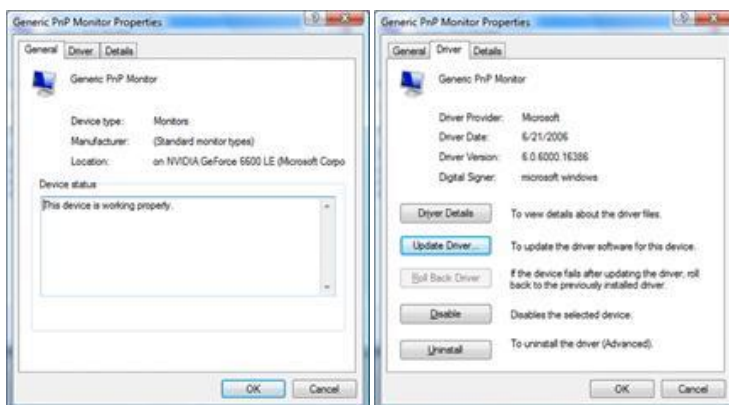 Generic PnP Monitor Properties
General Driver Details
Generic PnP Monitor
Device type: Monitors
Manufacturer: (Standard monitor types)
Location: on NVIDIA GeForce 6600 LE (Microsoft Corpo
Device status
This device is working properly.
OK Cancel
Generic PnP Monitor Properties
General Driver Details
Generic PnP Monitor
Driver Provider: Microsoft
Driver Date: 6/21/2006
Driver Version: 6.0.6000.16386
Digital Signer: microsoft windows
Driver Details To view details about the driver files.
Update Driver... To update the driver software for this device.
Roll Back Driver If the device fails after updating the driver, roll
back to the previously installed driver.
Disable Disables the selected device.
Uninstall To uninstall the driver (Advanced).
OK Cancel